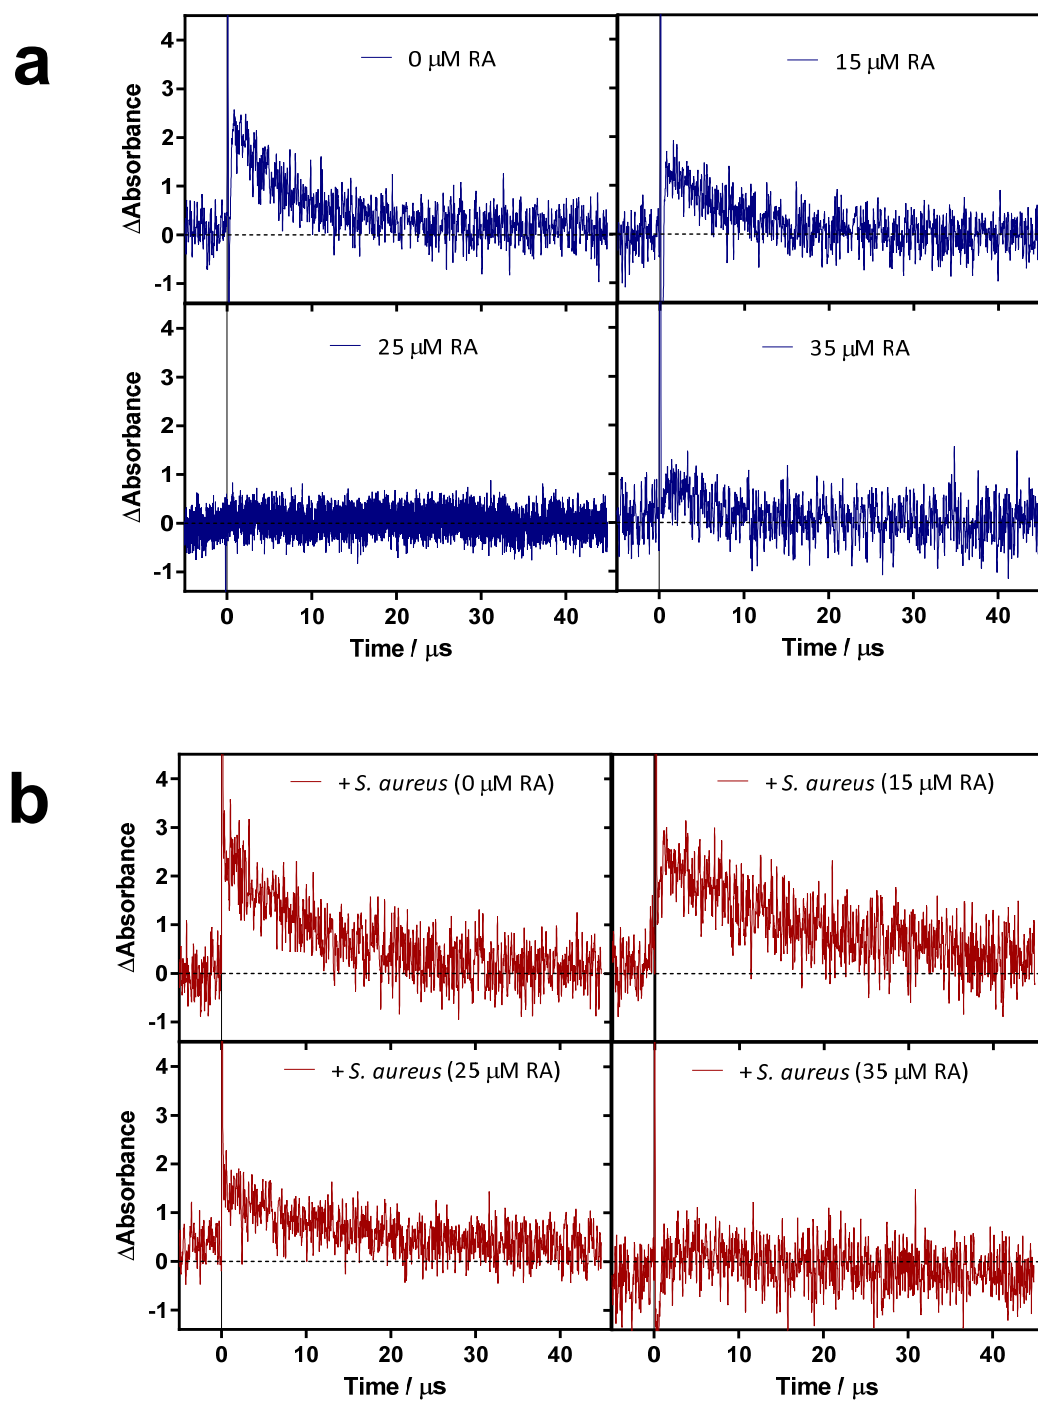 a
0 μM RA
15 μM RA
4
3
2
1
0
-1
ΔAbsorbance
25 μM RA
35 μM RA
4
3
2
1
0
-1
ΔAbsorbance
0 10 20 30 40
0 10 20 30 40
Time / μs
Time / μs
b
+ S. aureus (0 μM RA)
+ S. aureus (15 μM RA)
4
3
2
1
0
-1
ΔAbsorbance
+ S. aureus (25 μM RA)
+ S. aureus (35 μM RA)
4
3
2
1
0
-1
ΔAbsorbance
0 10 20 30 40
0 10 20 30 40
Time / μs
Time / μs